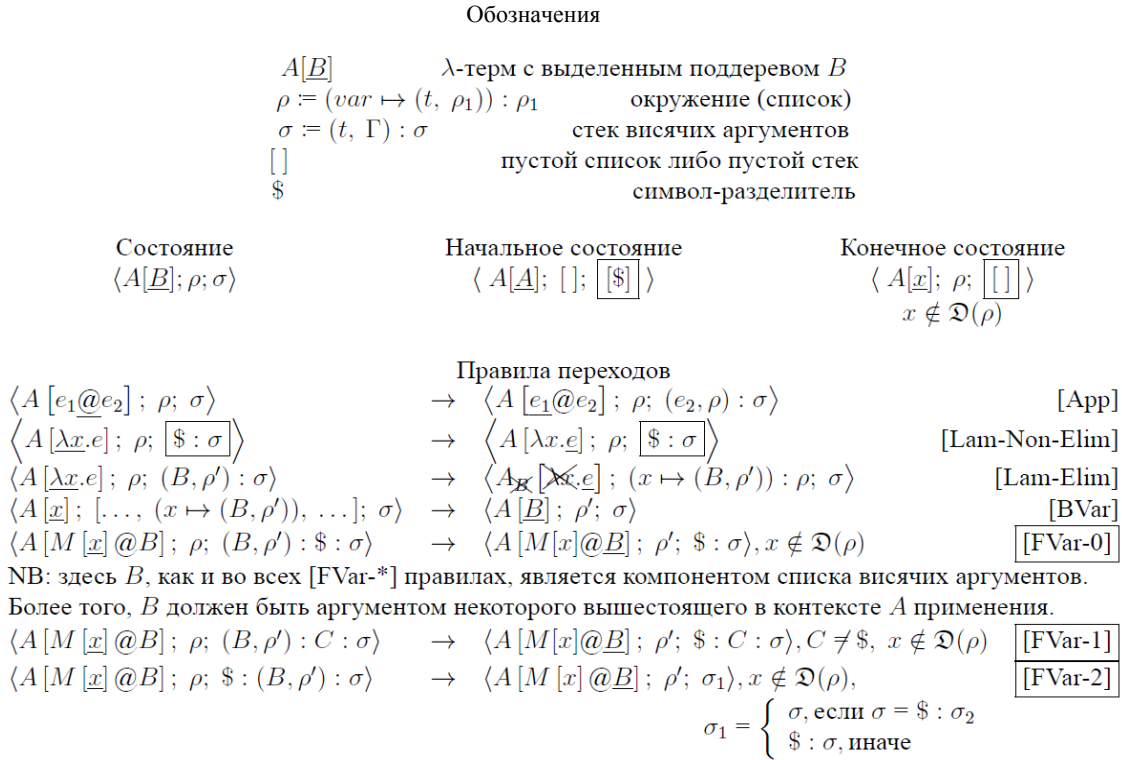 Обозначения
A[B] λ-терм с выделенным поддеревом B
ρ ≔ (var ↦ (t, ρ₁)) : ρ₁ окружение (список)
σ ≔ (t, Γ) : σ стек висячих аргументов
[ ] пустой список либо пустой стек
$ символ-разделитель
Состояние Начальное состояние Конечное состояние
⟨A[B]; ρ; σ⟩ ⟨ A[A]; [ ]; [$] ⟩ ⟨ A[x]; ρ; [ ] ⟩
x ∉ 𝔇(ρ)
Правила переходов
⟨A [e₁@e₂] ; ρ; σ⟩ → ⟨A [e₁@e₂] ; ρ; (e₂, ρ) : σ⟩ [App]
⟨A [λx.e] ; ρ; $ : σ⟩ → ⟨A [λx.e] ; ρ; $ : σ⟩ [Lam-Non-Elim]
⟨A [λx.e] ; ρ; (B, ρ′) : σ⟩ → ⟨A_B [λx.e] ; (x ↦ (B, ρ′)) : ρ; σ⟩ [Lam-Elim]
⟨A [x] ; [..., (x ↦ (B, ρ′)), ...]; σ⟩ → ⟨A [B] ; ρ′; σ⟩ [BVar]
⟨A [M [x] @B] ; ρ; (B, ρ′) : $ : σ⟩ → ⟨A [M[x]@B] ; ρ′; $ : σ⟩, x ∉ 𝔇(ρ) [FVar-0]
NB: здесь B, как и во всех [FVar-*] правилах, является компонентом списка висячих аргументов.
Более того, B должен быть аргументом некоторого вышестоящего в контексте A применения.
⟨A [M [x] @B] ; ρ; (B, ρ′) : C : σ⟩ → ⟨A [M[x]@B] ; ρ′; $ : C : σ⟩, C ≠ $, x ∉ 𝔇(ρ) [FVar-1]
⟨A [M [x] @B] ; ρ; $ : (B, ρ′) : σ⟩ → ⟨A [M [x] @B] ; ρ′; σ₁⟩, x ∉ 𝔇(ρ), [FVar-2]
σ₁ = { σ, если σ = $ : σ₂
$ : σ, иначе